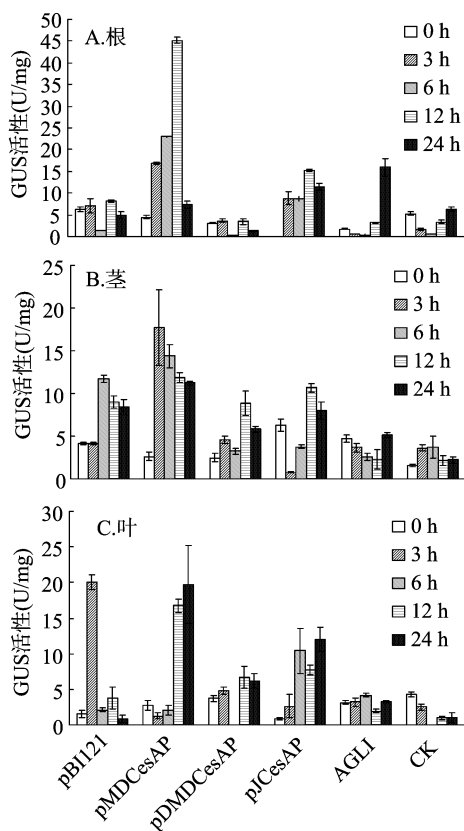 A.根
0 h
3 h
6 h
12 h
24 h
GUS活性(U/mg)
50
45
40
35
30
25
20
15
10
5
0
B.茎
0 h
3 h
6 h
12 h
24 h
GUS活性(U/mg)
25
20
15
10
5
0
C.叶
0 h
3 h
6 h
12 h
24 h
GUS活性(U/mg)
30
25
20
15
10
5
0
pBI121
pMDCesAP
pDMDCesAP
pJCesAP
AGLI
CK